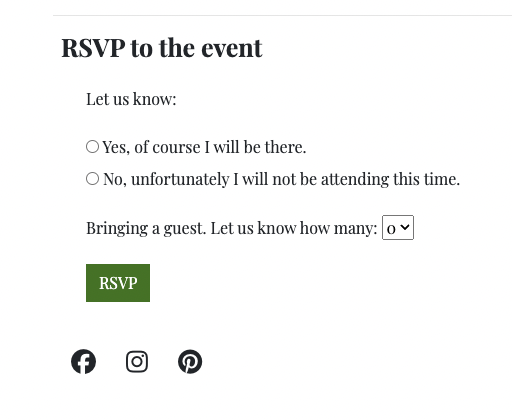 RSVP to the event
Let us know:
Yes, of course I will be there.
No, unfortunately I will not be attending this time.
Bringing a guest. Let us know how many: 0
RSVP